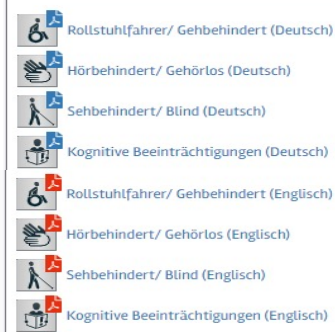 Rollstuhlfahrer/ Gehbehindert (Deutsch)
Hörbehindert/ Gehörlos (Deutsch)
Sehbehindert/ Blind (Deutsch)
Kognitive Beeinträchtigungen (Deutsch)
Rollstuhlfahrer/ Gehbehindert (Englisch)
Hörbehindert/ Gehörlos (Englisch)
Sehbehindert/ Blind (Englisch)
Kognitive Beeinträchtigungen (Englisch)